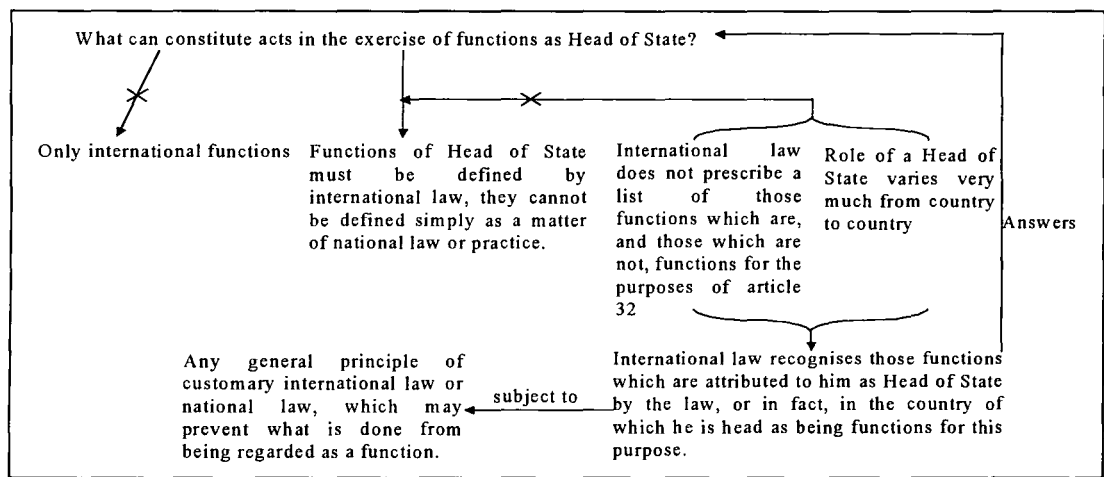 What can constitute acts in the exercise of functions as Head of State?
Only international functions
Functions of Head of State
must be defined by
international law, they cannot
be defined simply as a matter
of national law or practice.
International law
does not prescribe a
list of those
functions which are,
and those which are
not, functions for the
purposes of article
32
Role of a Head of
State varies very
much from country
to country
Answers
Any general principle of
customary international law or
national law, which may
prevent what is done from
being regarded as a function.
subject to
International law recognises those functions
which are attributed to him as Head of State
by the law, or in fact, in the country of
which he is head as being functions for this
purpose.